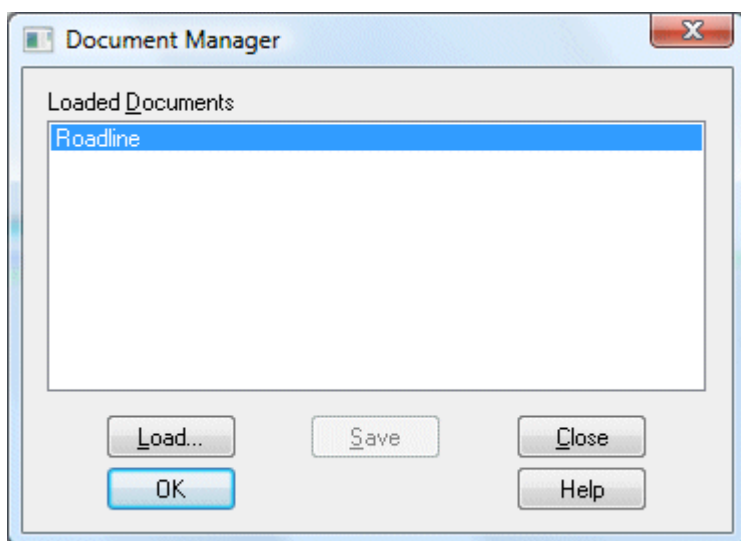 Document Manager
Loaded Documents
Roadline
Load... Save Close
OK Help